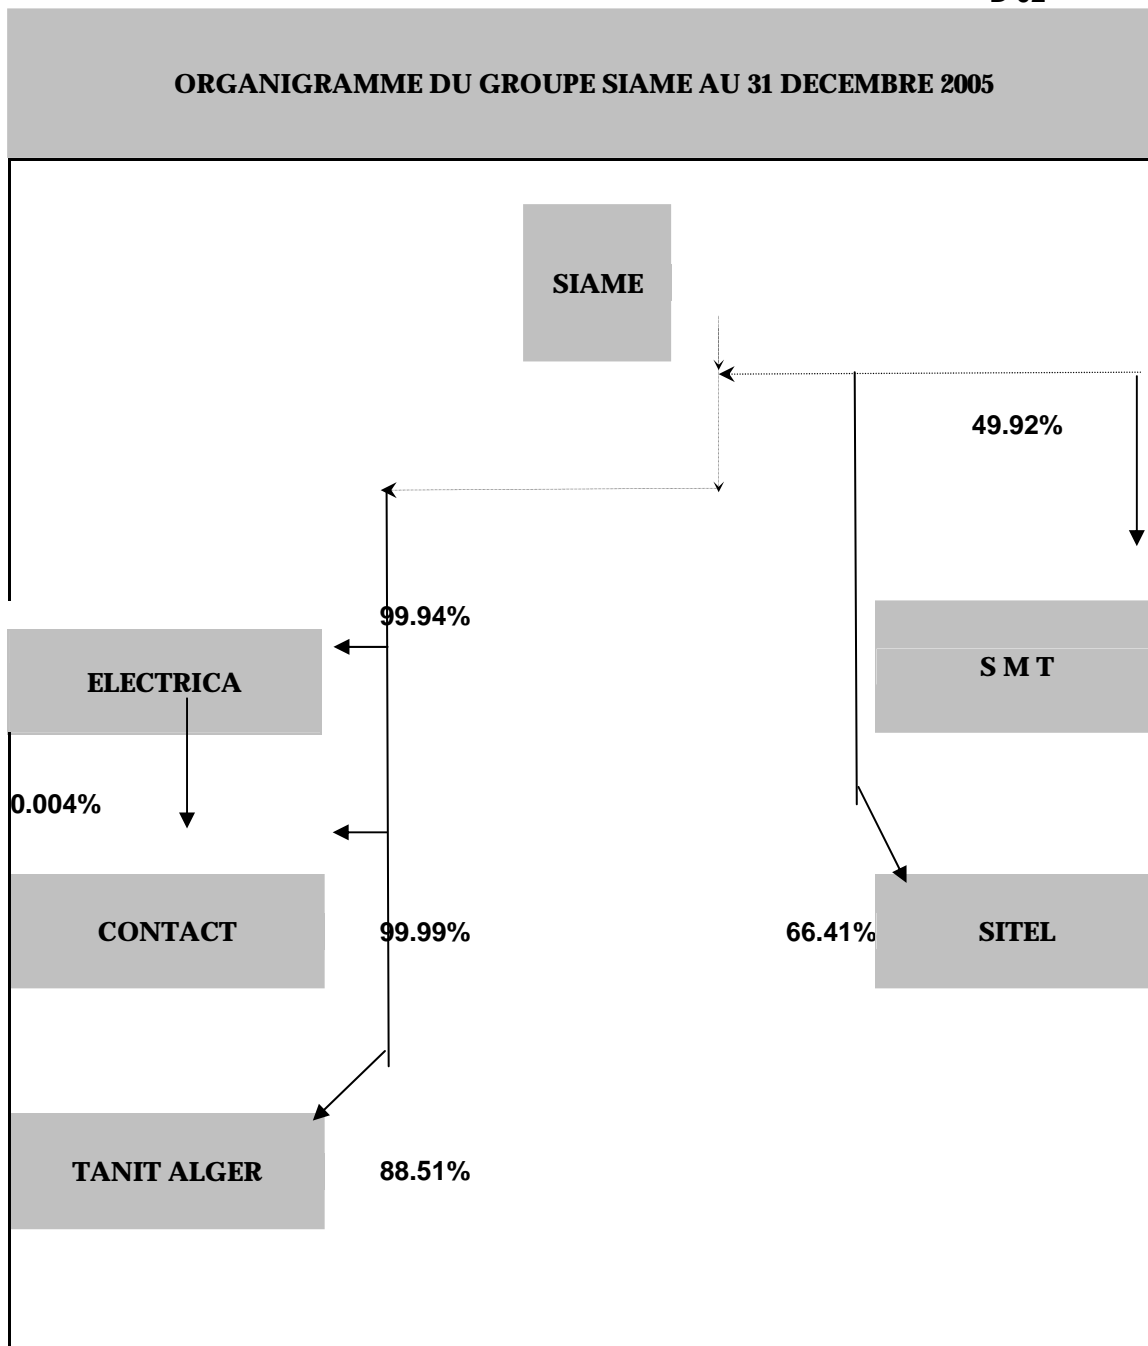 ORGANIGRAMME DU GROUPE SIAME AU 31 DECEMBRE 2005
SIAME
49.92%
99.94%
S M T
ELECTRICA
0.004%
CONTACT
99.99%
66.41%
SITEL
TANIT ALGER
88.51%